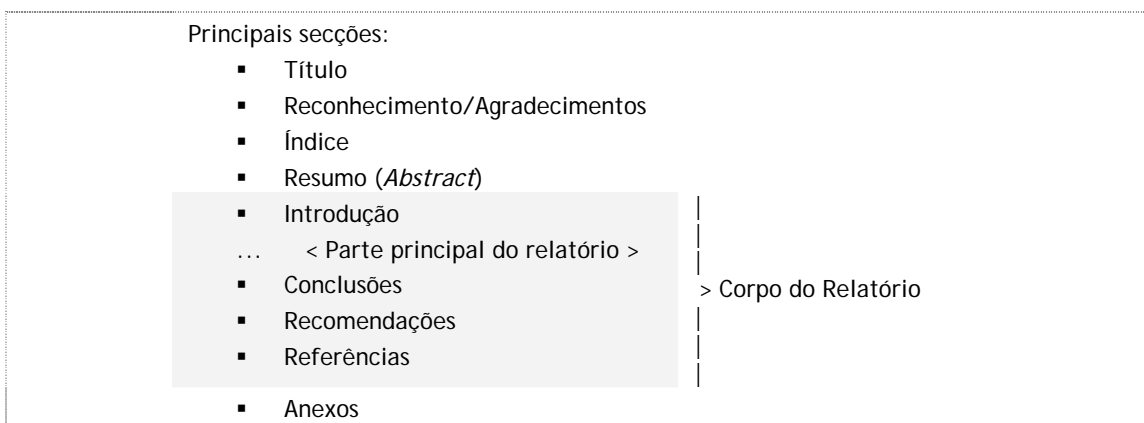 Principais secções:
▪ Título
▪ Reconhecimento/Agradecimentos
▪ Índice
▪ Resumo (Abstract)
▪ Introdução |
... < Parte principal do relatório > |
|
▪ Conclusões > Corpo do Relatório
▪ Recomendações |
|
▪ Referências |
▪ Anexos